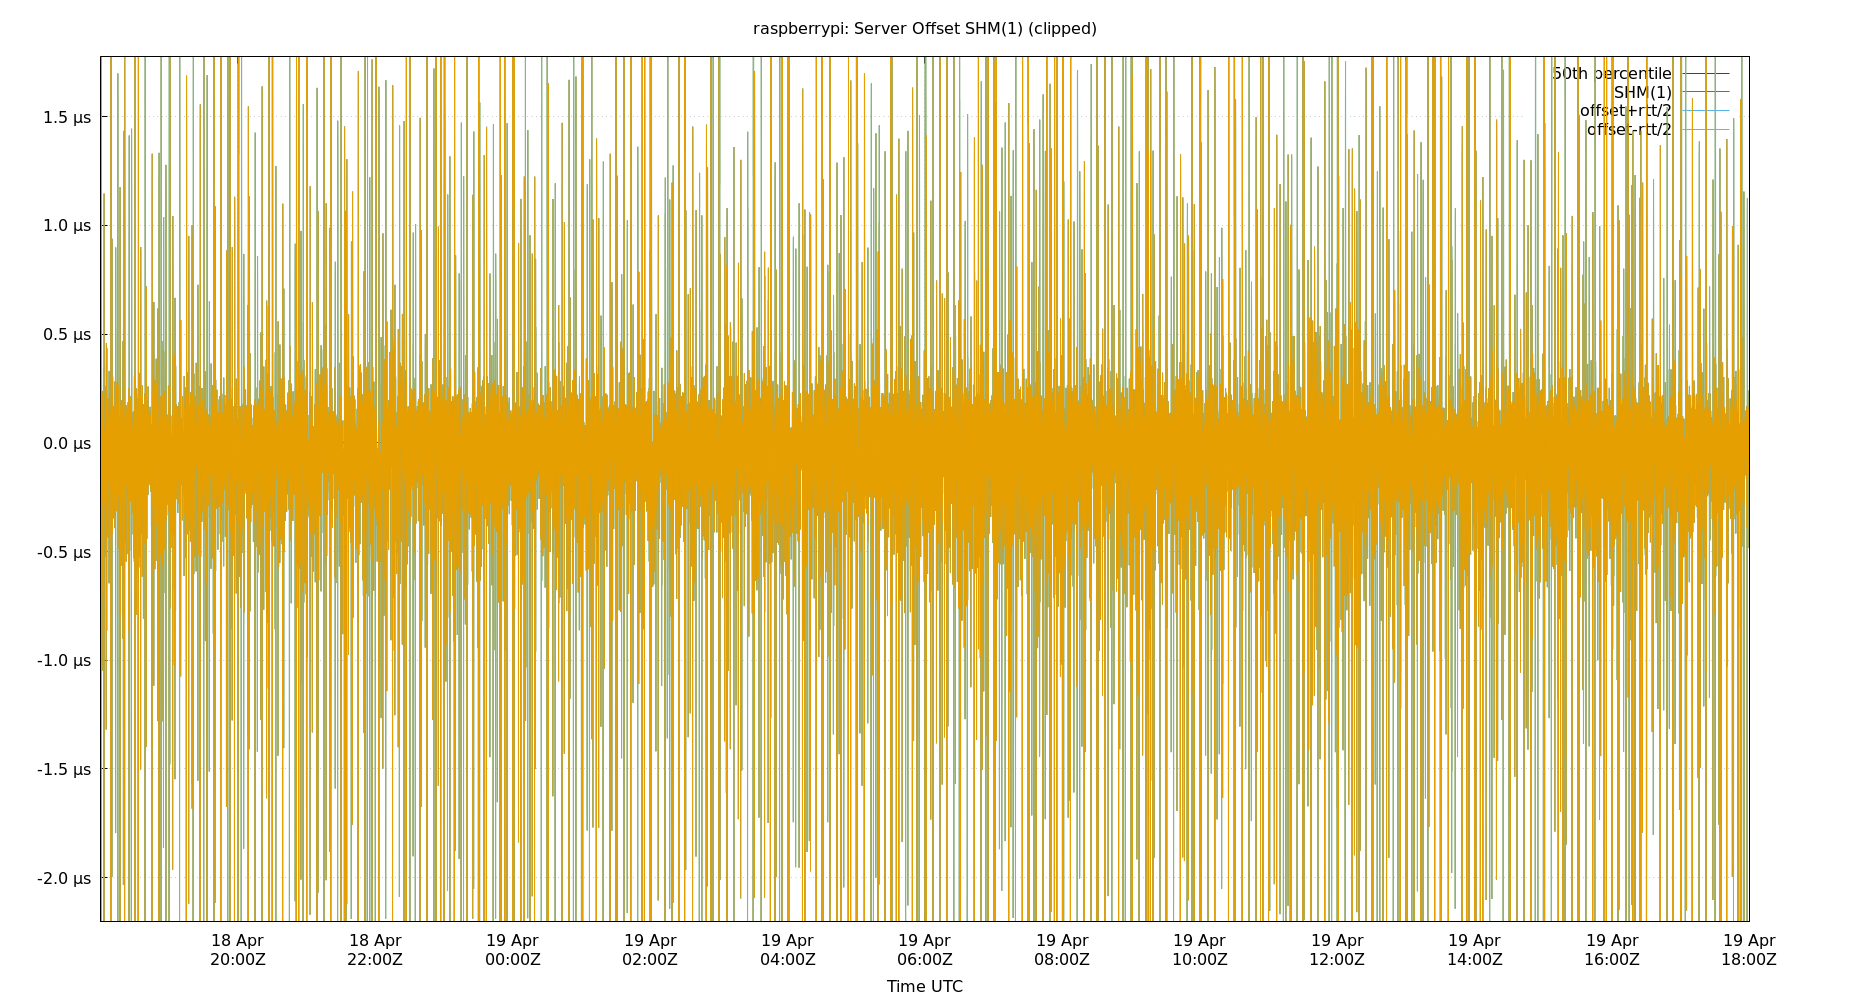 raspberrypi: Server Offset SHM(1) (clipped)
50th percentile
SHM(1)
offset+rtt/2
offset-rtt/2
1.5 µs
1.0 µs
0.5 µs
0.0 µs
-0.5 µs
-1.0 µs
-1.5 µs
-2.0 µs
18 Apr 18 Apr 19 Apr 19 Apr 19 Apr 19 Apr 19 Apr 19 Apr 19 Apr 19 Apr 19 Apr 19 Apr
20:00Z 22:00Z 00:00Z 02:00Z 04:00Z 06:00Z 08:00Z 10:00Z 12:00Z 14:00Z 16:00Z 18:00Z
Time UTC